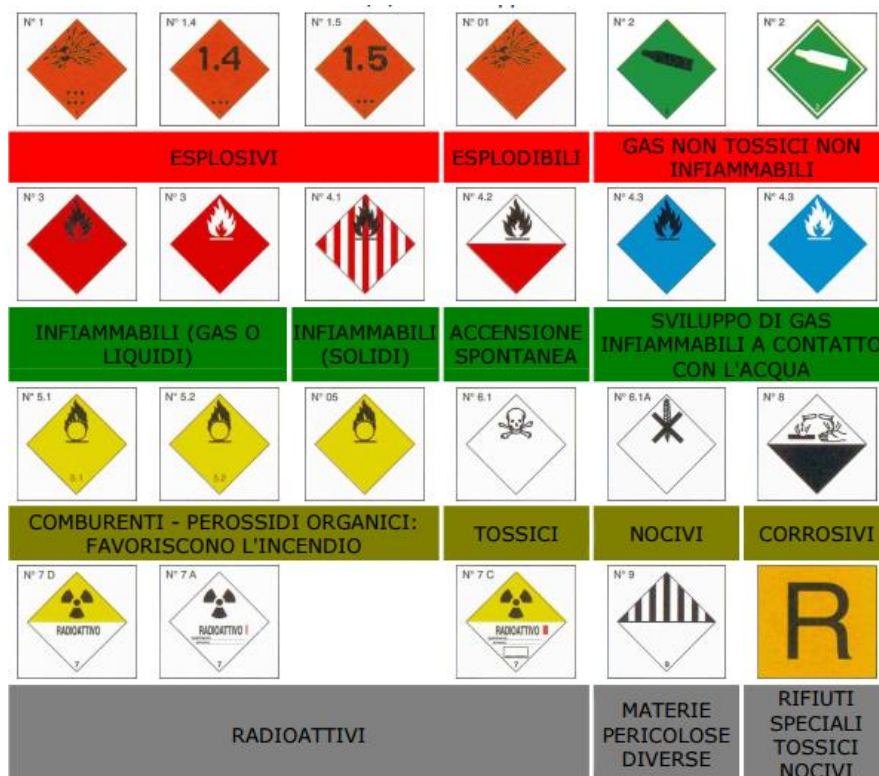 N° 1
N° 1.4
N° 1.5
N° 01
N° 2
N° 2
1.4
1.5
2
ESPLOSIVI
ESPLODIBILI
GAS NON TOSSICI NON
INFIAMMABILI
N° 3
N° 3
N° 4.1
N° 4.2
N° 4.3
N° 4.3
INFIAMMABILI (GAS O
LIQUIDI)
INFIAMMABILI
(SOLIDI)
ACCENSIONE
SPONTANEA
SVILUPPO DI GAS
INFIAMMABILI A CONTATTO
CON L'ACQUA
N° 5.1
N° 5.2
N° 05
N° 6.1
N° 6.1A
N° 8
5.1
5.2
COMBURENTI - PEROSSIDI ORGANICI:
FAVORISCONO L'INCENDIO
TOSSICI
NOCIVI
CORROSIVI
N° 7 D
N° 7 A
N° 7 C
N° 9
RADIOATTIVO
7
RADIOATTIVO I
7
RADIOATTIVO II
7
9
R
RADIOATTIVI
MATERIE
PERICOLOSE
DIVERSE
RIFIUTI
SPECIALI
TOSSICI
NOCIVI